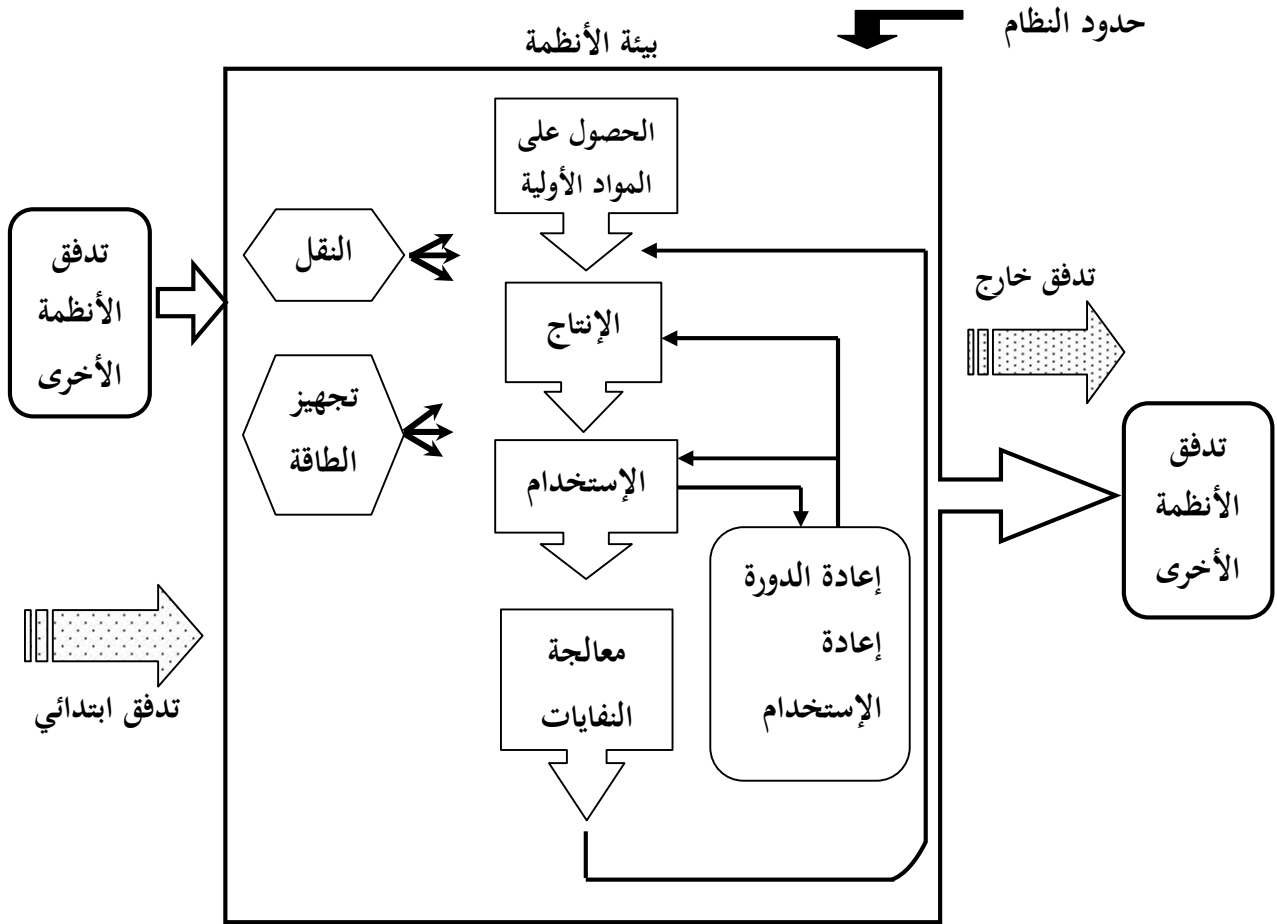 حدود النظام
بيئة الأنظمة
الحصول على
المواد الأولية
النقل
تدفق
الأنظمة
الأخرى
تدفق خارج
الإنتاج
تجهيز
الطاقة
الإستخدام
تدفق
الأنظمة
الأخرى
إعادة الدورة
إعادة
الإستخدام
معالجة
النفايات
تدفق ابتدائي